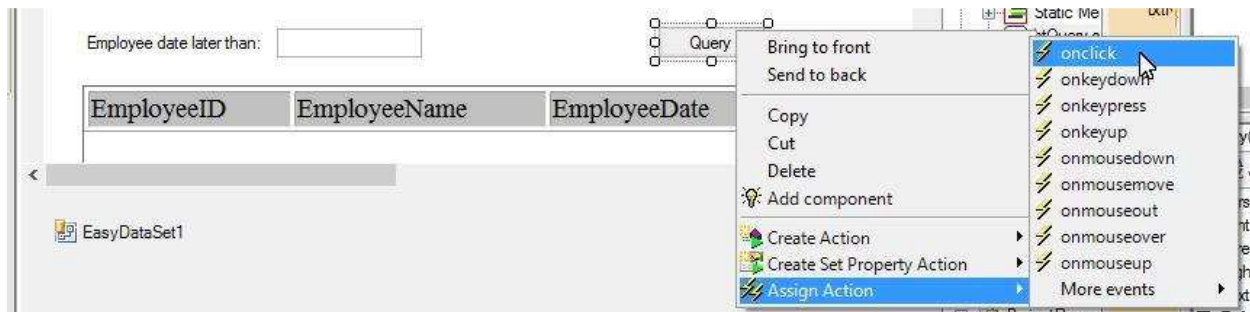 Static Me
Employee date later than:
Query
EmployeeID EmployeeName EmployeeDate
EasyDataSet1
Bring to front
Send to back
Copy
Cut
Delete
Add component
Create Action
Create Set Property Action
Assign Action
onclick
onkeydown
onkeypress
onkeyup
onmousedown
onmousemove
onmouseout
onmouseover
onmouseup
More events